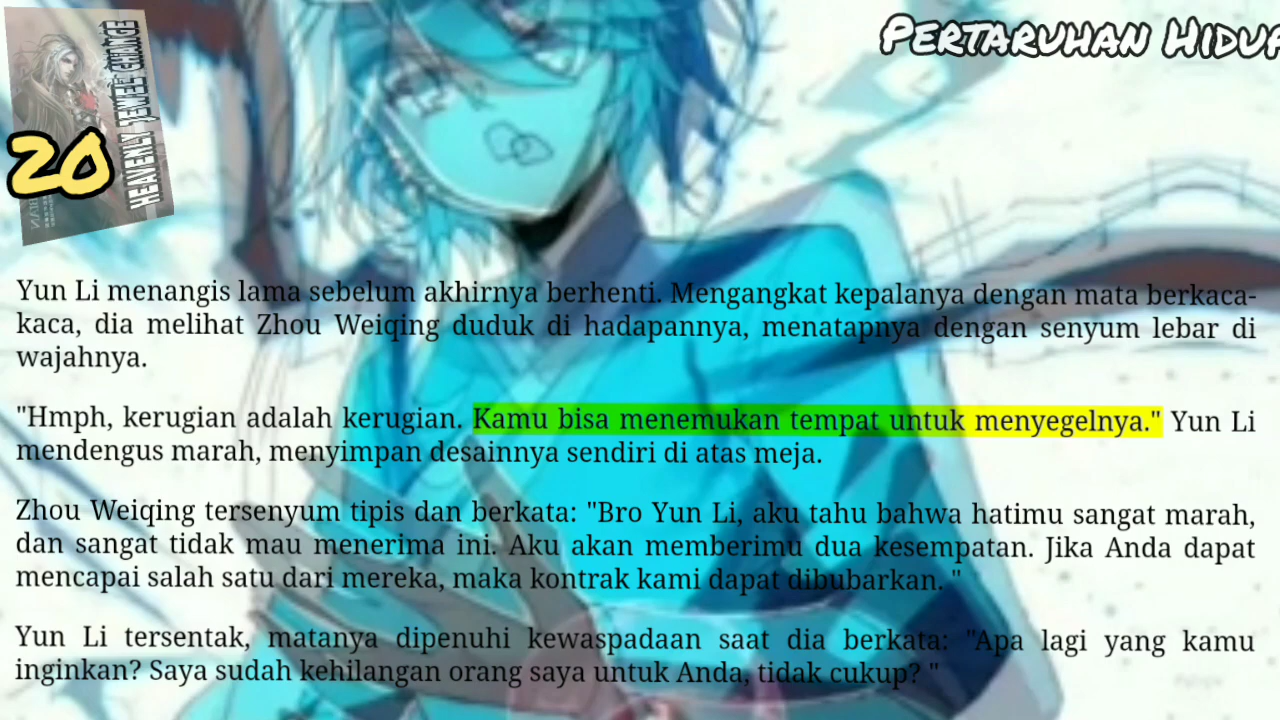 PERTARUHAN HIDUP
HEAVENLY JEWEL CHANGE
20
Yun Li menangis lama sebelum akhirnya berhenti. Mengangkat kepalanya dengan mata berkaca-
kaca, dia melihat Zhou Weiqing duduk di hadapannya, menatapnya dengan senyum lebar di
wajahnya.
"Hmph, kerugian adalah kerugian. Kamu bisa menemukan tempat untuk menyegelnya." Yun Li
mendengus marah, menyimpan desainnya sendiri di atas meja.
Zhou Weiqing tersenyum tipis dan berkata: "Bro Yun Li, aku tahu bahwa hatimu sangat marah,
dan sangat tidak mau menerima ini. Aku akan memberimu dua kesempatan. Jika Anda dapat
mencapai salah satu dari mereka, maka kontrak kami dapat dibubarkan. "
Yun Li tersentak, matanya dipenuhi kewaspadaan saat dia berkata: "Apa lagi yang kamu
inginkan? Saya sudah kehilangan orang saya untuk Anda, tidak cukup? "